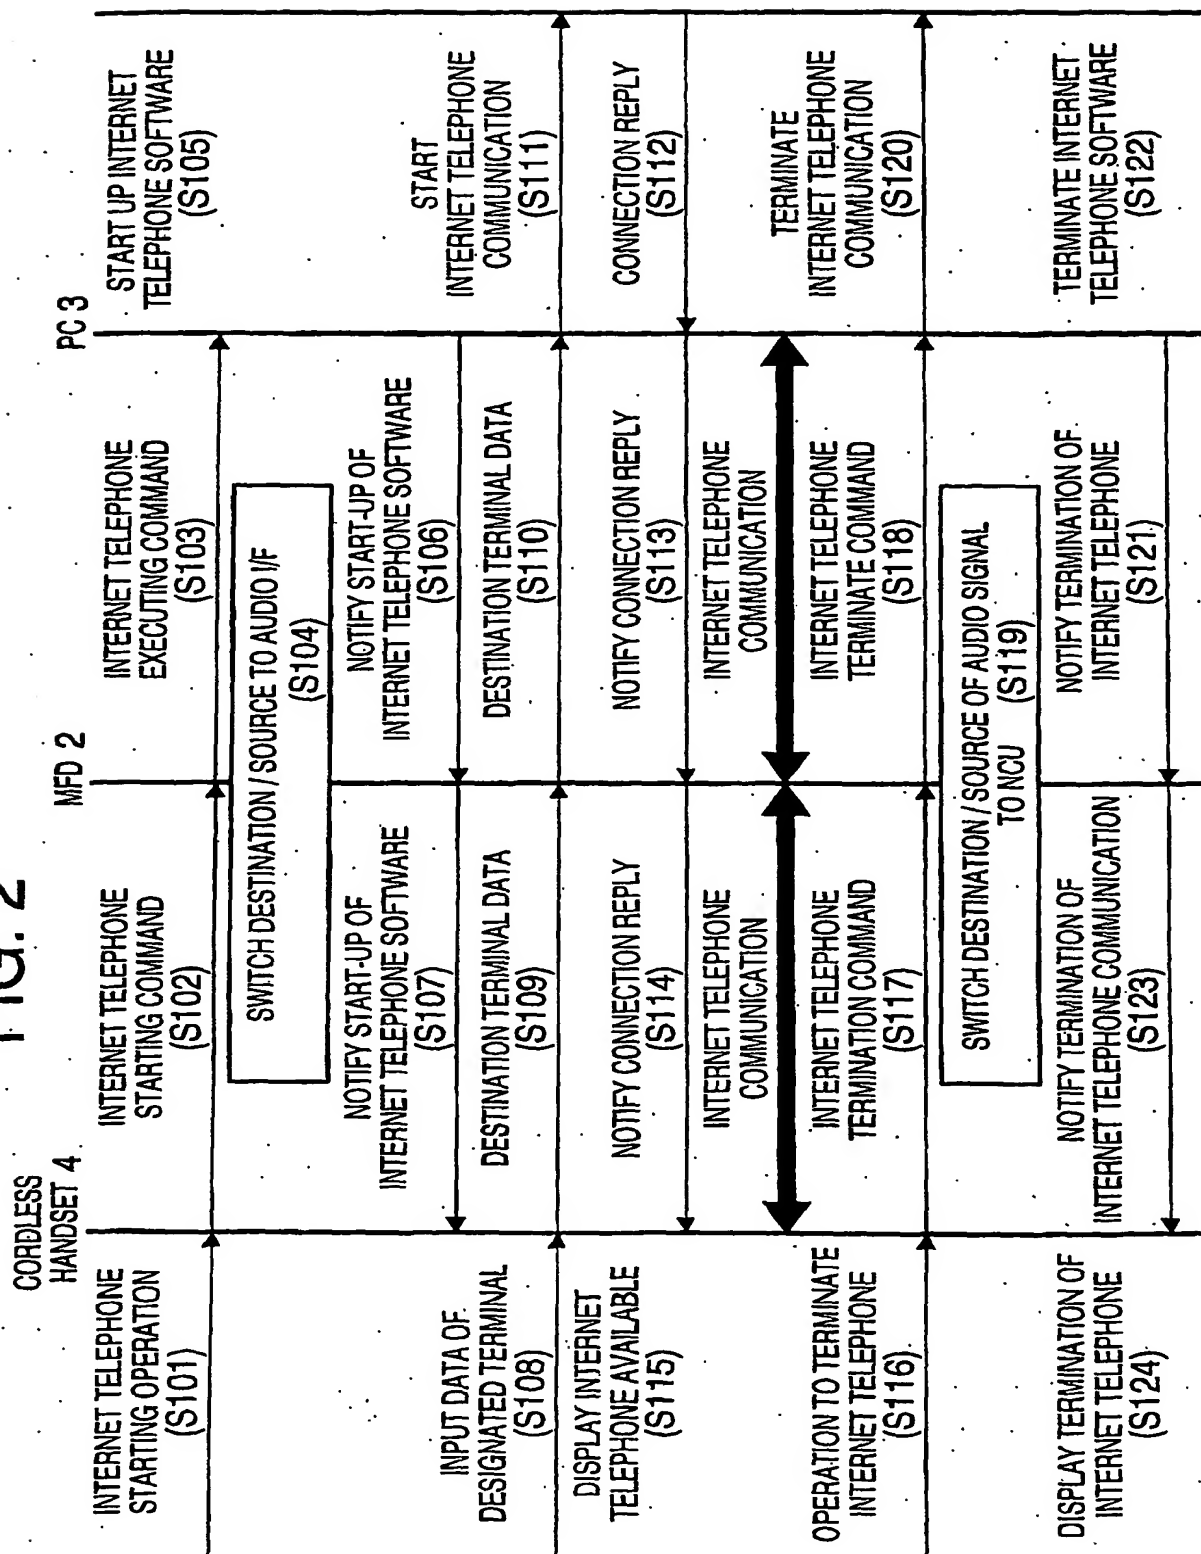 FIG. 2
CORDLESS
HANDSET 4
MFD 2
PC 3
INTERNET TELEPHONE
STARTING OPERATION
(S101)
INTERNET TELEPHONE
STARTING COMMAND
(S102)
INTERNET TELEPHONE
EXECUTING COMMAND
(S103)
SWITCH DESTINATION / SOURCE TO AUDIO I/F
(S104)
START UP INTERNET
TELEPHONE SOFTWARE
(S105)
NOTIFY START-UP OF
INTERNET TELEPHONE SOFTWARE
(S106)
NOTIFY START-UP OF
INTERNET TELEPHONE SOFTWARE
(S107)
INPUT DATA OF
DESIGNATED TERMINAL
(S108)
DESTINATION TERMINAL DATA
(S109)
DESTINATION TERMINAL DATA
(S110)
START
INTERNET TELEPHONE
COMMUNICATION
(S111)
CONNECTION REPLY
(S112)
NOTIFY CONNECTION REPLY
(S113)
NOTIFY CONNECTION REPLY
(S114)
DISPLAY INTERNET
TELEPHONE AVAILABLE
(S115)
INTERNET TELEPHONE
COMMUNICATION
INTERNET TELEPHONE
COMMUNICATION
OPERATION TO TERMINATE
INTERNET TELEPHONE
(S116)
INTERNET TELEPHONE
TERMINATION COMMAND
(S117)
INTERNET TELEPHONE
TERMINATE COMMAND
(S118)
SWITCH DESTINATION / SOURCE OF AUDIO SIGNAL
TO NCU (S119)
TERMINATE
INTERNET TELEPHONE
COMMUNICATION
(S120)
NOTIFY TERMINATION OF
INTERNET TELEPHONE
(S121)
TERMINATE INTERNET
TELEPHONE SOFTWARE
(S122)
NOTIFY TERMINATION OF
INTERNET TELEPHONE COMMUNICATION
(S123)
DISPLAY TERMINATION OF
INTERNET TELEPHONE
(S124)